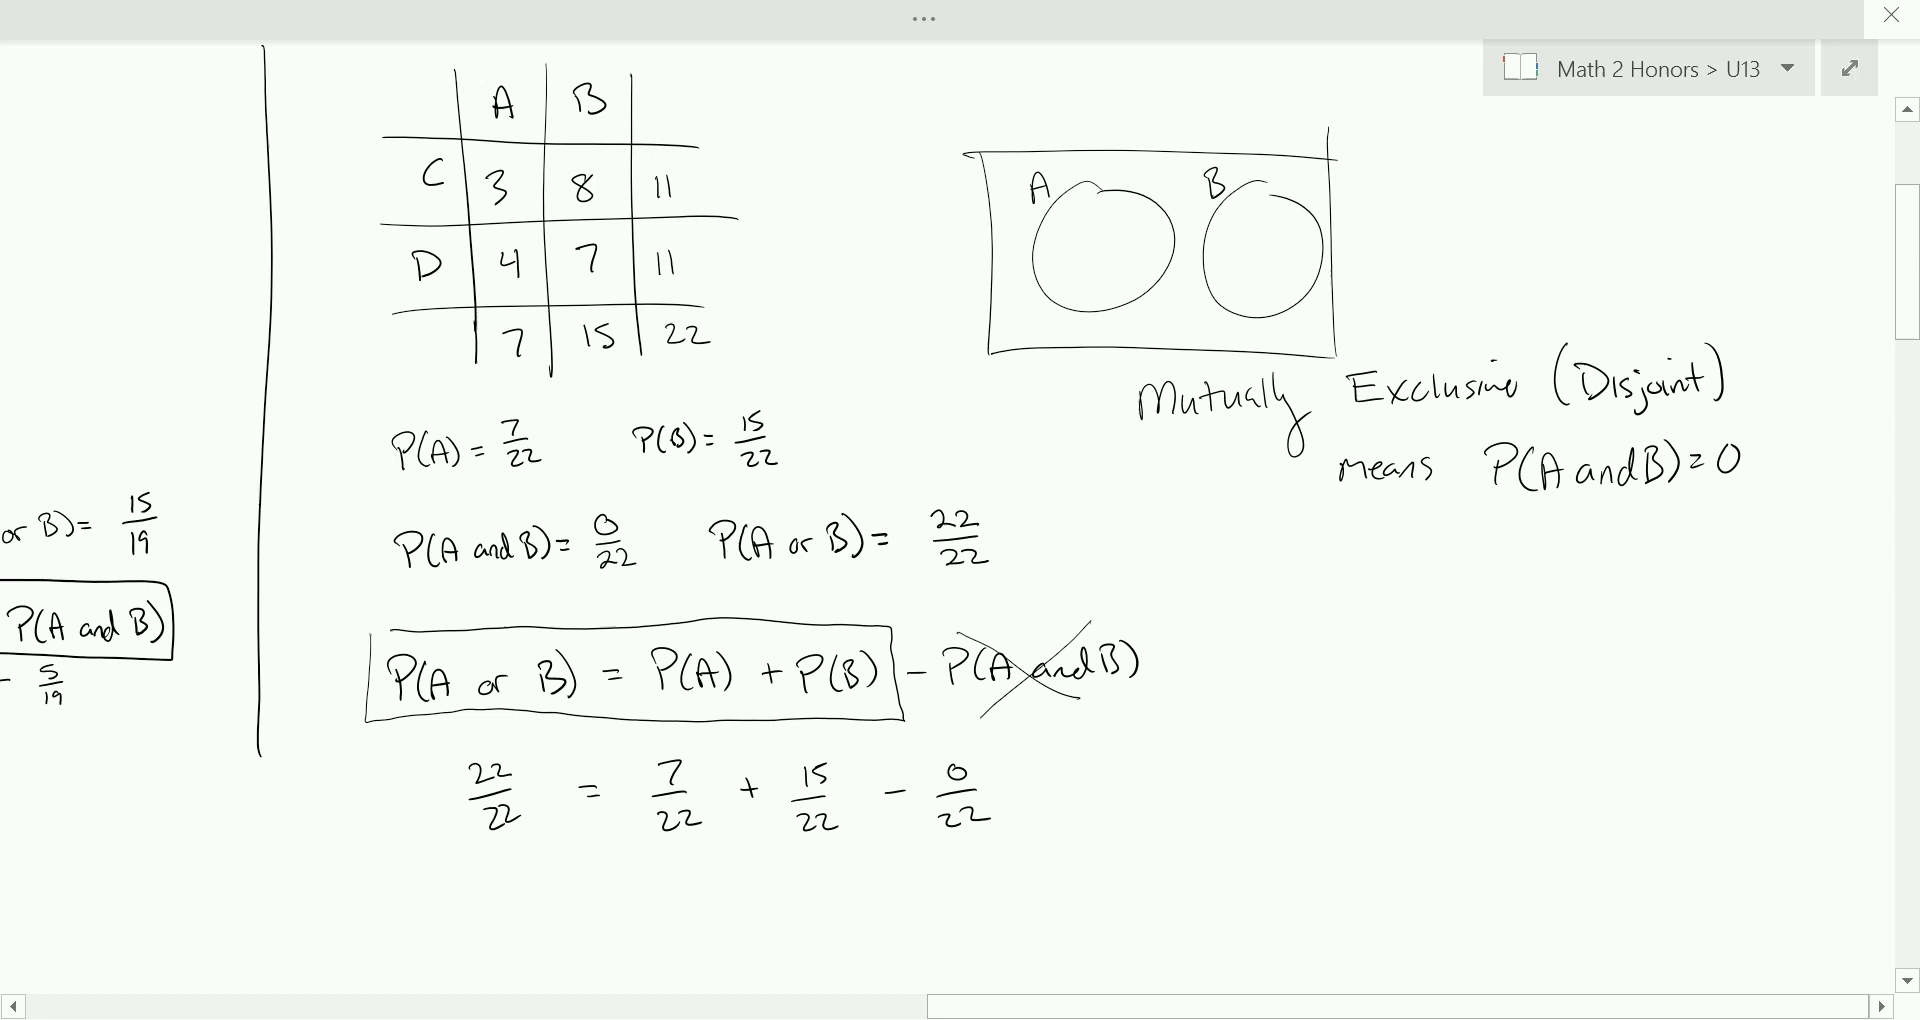 ...
Math 2 Honors > U13
A B
C 3 8 11
D 4 7 11
7 15 22
A B
Mutually Exclusive (Disjoint)
means P(A and B) = 0
P(A) = 7/22 P(B) = 15/22
P(A and B) = 0/22 P(A or B) = 22/22
P(A or B) = P(A) + P(B) - P(A and B)
22/22 = 7/22 + 15/22 - 0/22
or B) = 15/19
P(A and B)
- 5/19